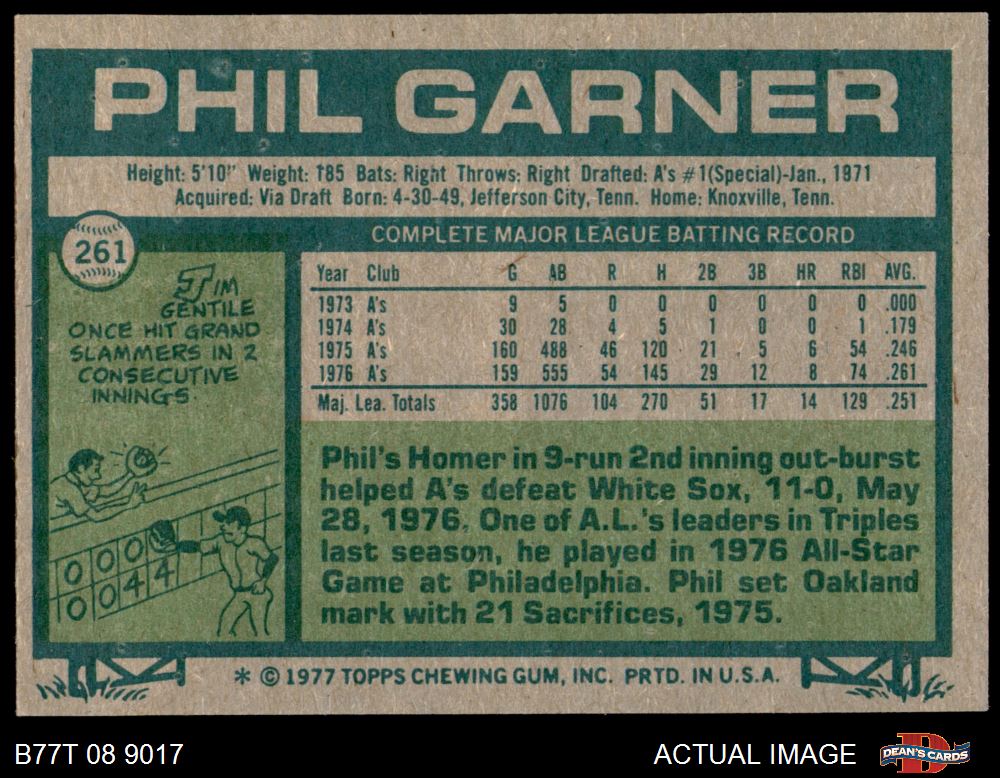 PHIL GARNER
Height: 5'10" Weight: 185 Bats: Right Throws: Right Drafted: A's #1(Special)-Jan., 1971
Acquired: Via Draft Born: 4-30-49, Jefferson City, Tenn. Home: Knoxville, Tenn.
261
JIM
GENTILE
ONCE HIT GRAND
SLAMMERS IN 2
CONSECUTIVE
INNINGS.
0 0 0
0 0 4 4
COMPLETE MAJOR LEAGUE BATTING RECORD
Year Club G AB R H 2B 3B HR RBI AVG.
1973 A's 9 5 0 0 0 0 0 0 .000
1974 A's 30 28 4 5 1 0 0 1 .179
1975 A's 160 488 46 120 21 5 6 54 .246
1976 A's 159 555 54 145 29 12 8 74 .261
Maj. Lea. Totals 358 1076 104 270 51 17 14 129 .251
Phil's Homer in 9-run 2nd inning out-burst
helped A's defeat White Sox, 11-0, May
28, 1976. One of A.L.'s leaders in Triples
last season, he played in 1976 All-Star
Game at Philadelphia. Phil set Oakland
mark with 21 Sacrifices, 1975.
* © 1977 TOPPS CHEWING GUM, INC. PRTD. IN U.S.A.
B77T 08 9017
ACTUAL IMAGE
D
DEAN'S CARDS